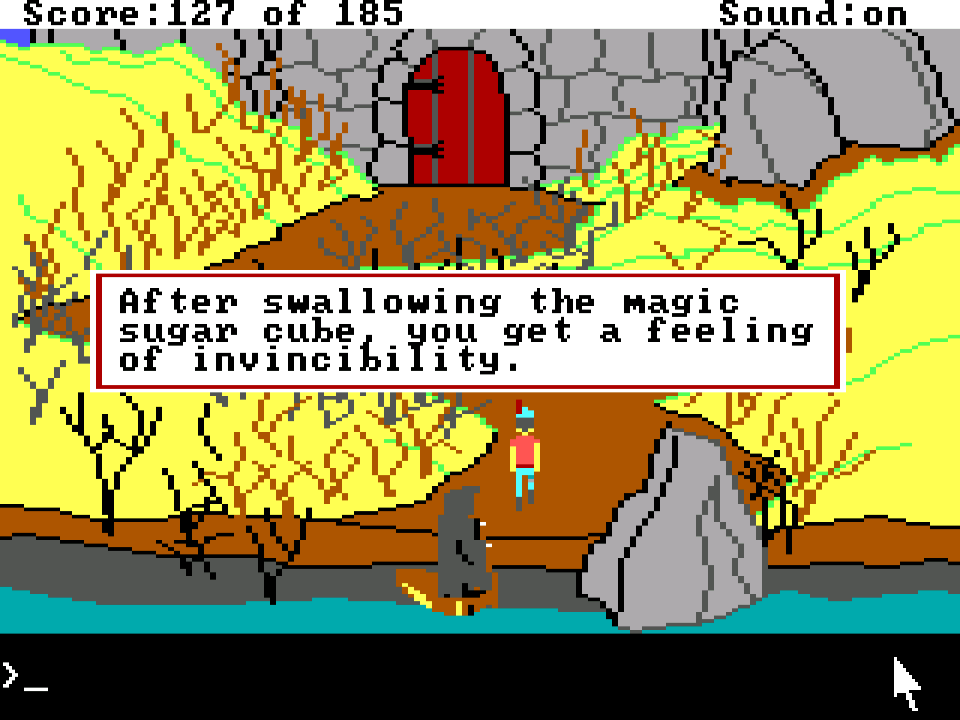 Score:127 of 185 Sound:on
After swallowing the magic
sugar cube, you get a feeling
of invincibility.
>_